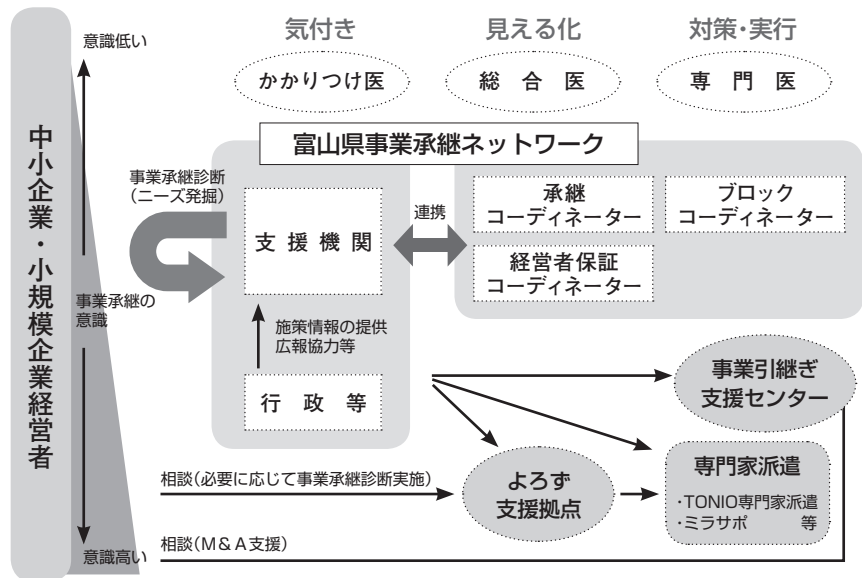 気付き
見える化
対策・実行
意識低い
かかりつけ医
総合医
専門医
中小企業・小規模企業経営者
富山県事業承継ネットワーク
事業承継診断
(ニーズ発掘)
支援機関
連携
承継
コーディネーター
ブロック
コーディネーター
経営者保証
コーディネーター
事業承継の
意識
施策情報の提供
広報協力等
行政等
事業引継ぎ
支援センター
相談(必要に応じて事業承継診断実施)
よろず
支援拠点
専門家派遣
・TONIO専門家派遣
・ミラサポ 等
意識高い
相談(M&A支援)